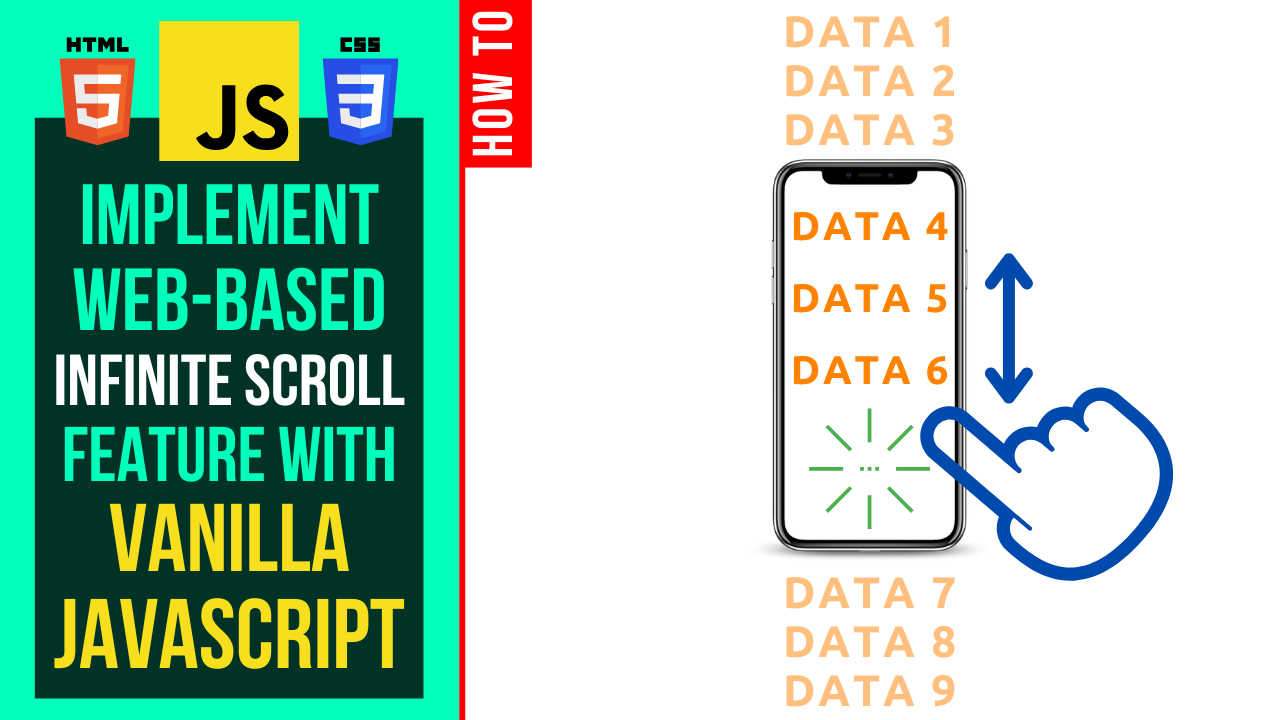 HTML
5
JS
CSS
3
HOW TO
IMPLEMENT
WEB-BASED
INFINITE SCROLL
FEATURE WITH
VANILLA
JAVASCRIPT
DATA 1
DATA 2
DATA 3
DATA 4
DATA 5
DATA 6
...
DATA 7
DATA 8
DATA 9